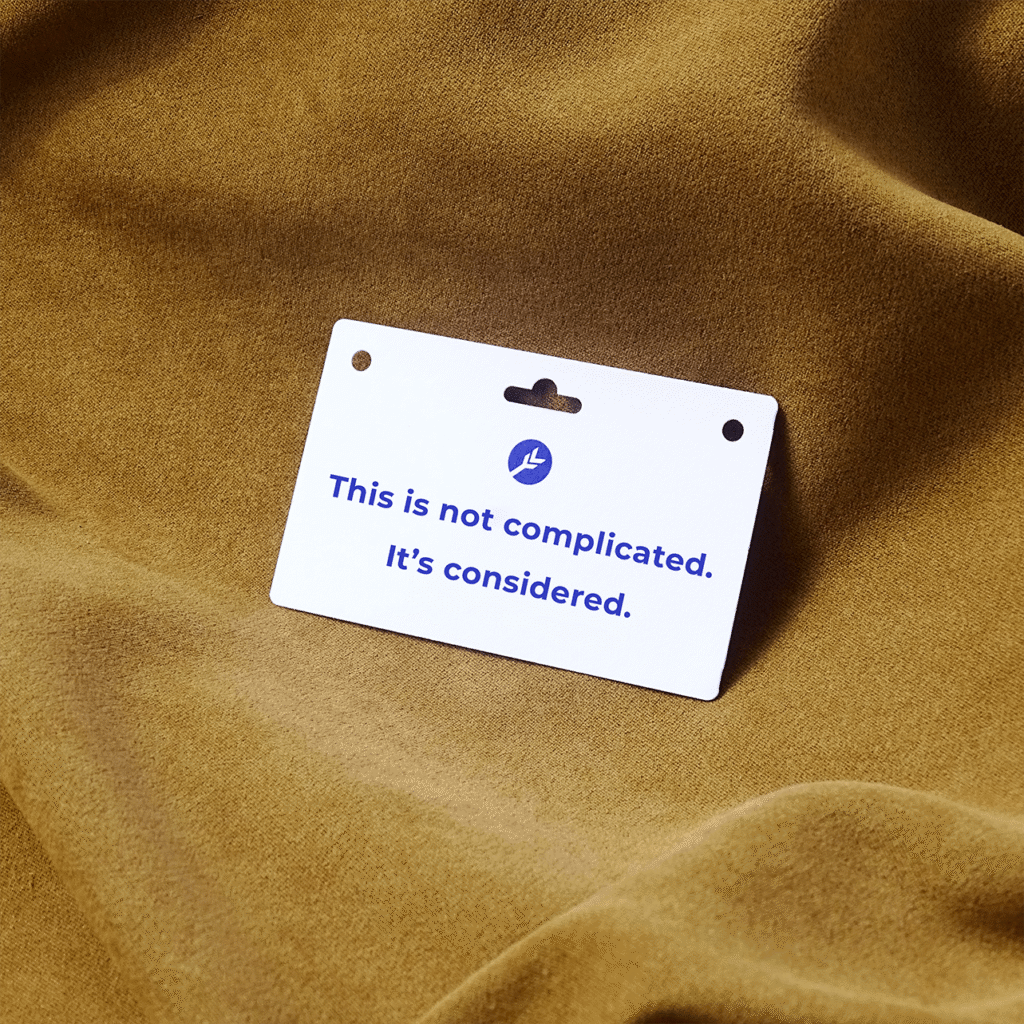 This is not complicated.
It’s considered.